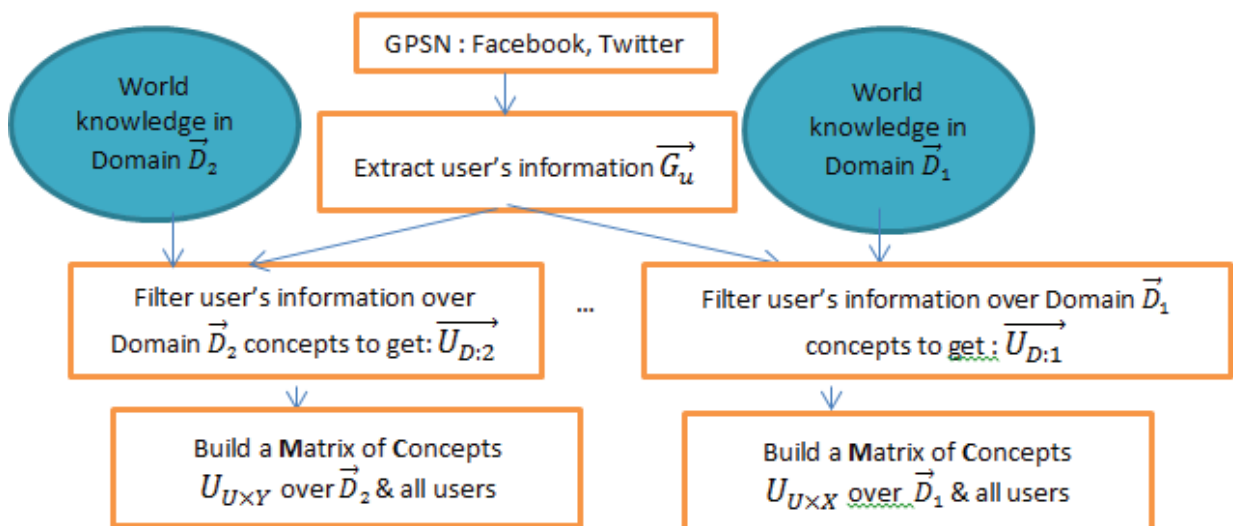 GPSN : Facebook, Twitter
World
knowledge in
Domain D⃗₂
World
knowledge in
Domain D⃗₁
Extract user's information G⃗ᵤ
Filter user's information over
Domain D⃗₂ concepts to get: U⃗_{D:2}
...
Filter user's information over Domain D⃗₁
concepts to get : U⃗_{D:1}
Build a Matrix of Concepts
U_{U×Y} over D⃗₂ & all users
Build a Matrix of Concepts
U_{U×X} over D⃗₁ & all users